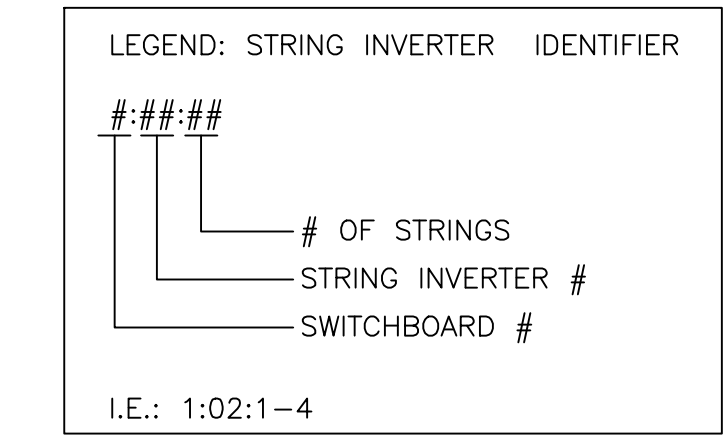 LEGEND: STRING INVERTER IDENTIFIER
#:##:##
# OF STRINGS
STRING INVERTER #
SWITCHBOARD #
I.E.: 1:02:1-4